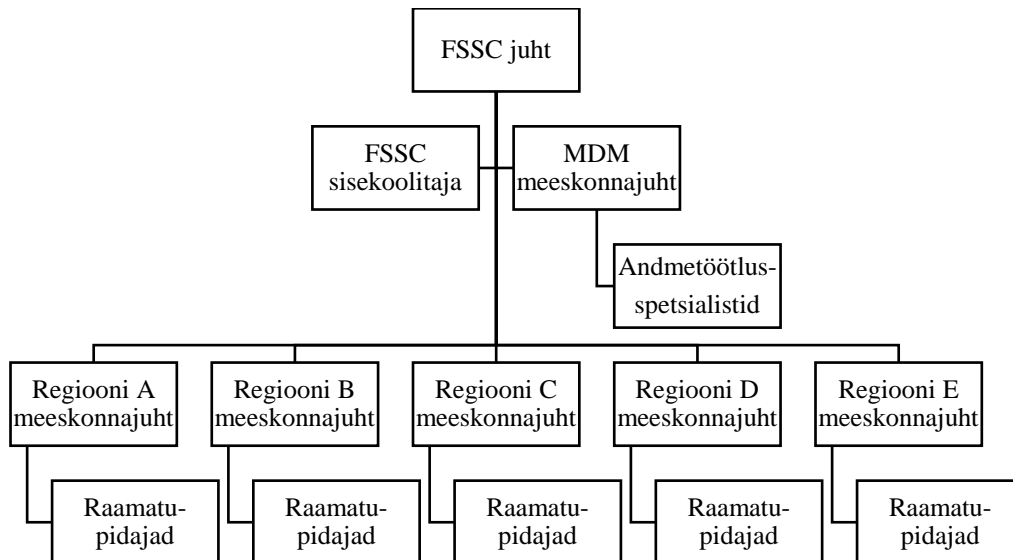 FSSC juht
FSSC
sisekoolitaja
MDM
meeskonnajuht
Andmetöötlus-
spetsialistid
Regiooni A
meeskonnajuht
Regiooni B
meeskonnajuht
Regiooni C
meeskonnajuht
Regiooni D
meeskonnajuht
Regiooni E
meeskonnajuht
Raamatu-
pidajad
Raamatu-
pidajad
Raamatu-
pidajad
Raamatu-
pidajad
Raamatu-
pidajad